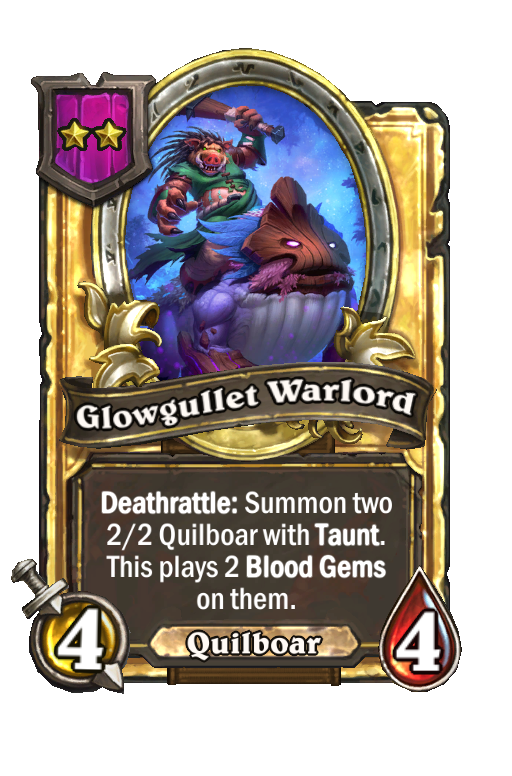 Glowgullet Warlord
Deathrattle: Summon two
2/2 Quilboar with Taunt.
This plays 2 Blood Gems
on them.
4
Quilboar
4